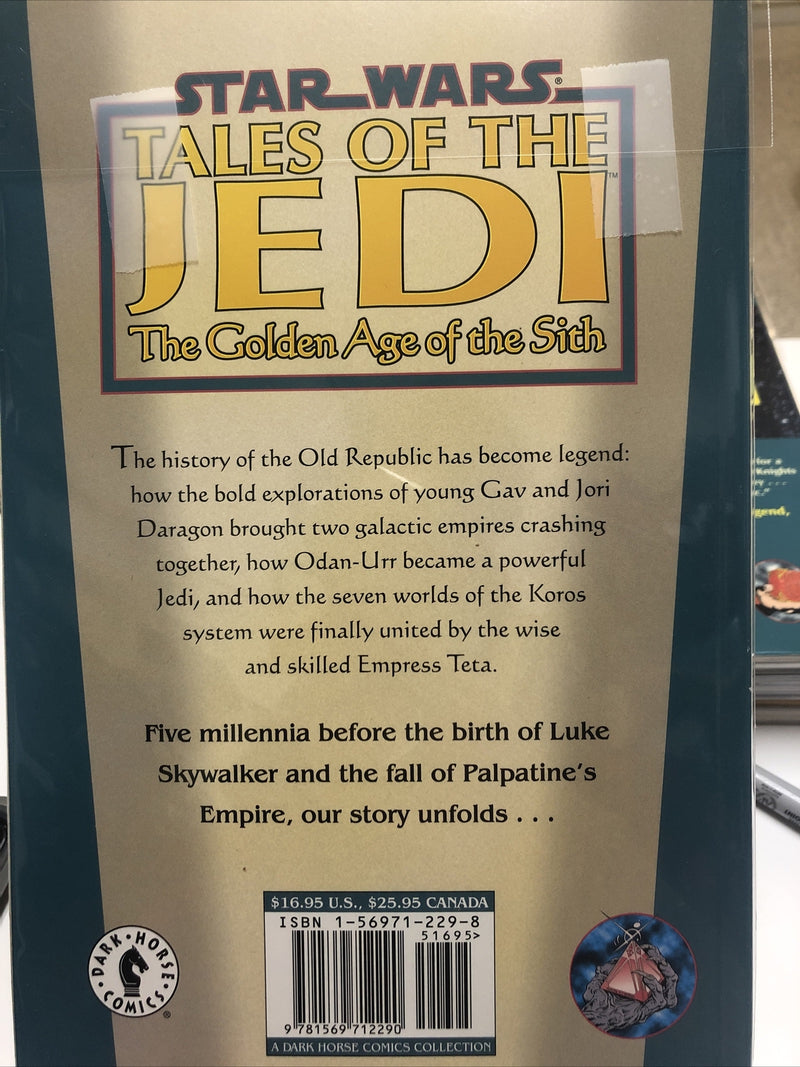 STAR WARS®
TALES OF THE
JEDI™
The Golden Age of the Sith
The history of the Old Republic has become legend:
how the bold explorations of young Gav and Jori
Daragon brought two galactic empires crashing
together, how Odan-Urr became a powerful
Jedi, and how the seven worlds of the Koros
system were finally united by the wise
and skilled Empress Teta.
Five millennia before the birth of Luke
Skywalker and the fall of Palpatine's
Empire, our story unfolds . . .
$16.95 U.S., $25.95 CANADA
ISBN 1-56971-229-8
51695>
9 781569 712290
A DARK HORSE COMICS COLLECTION
DARK • HORSE
• COMICS •®
for a
Knights
gend,